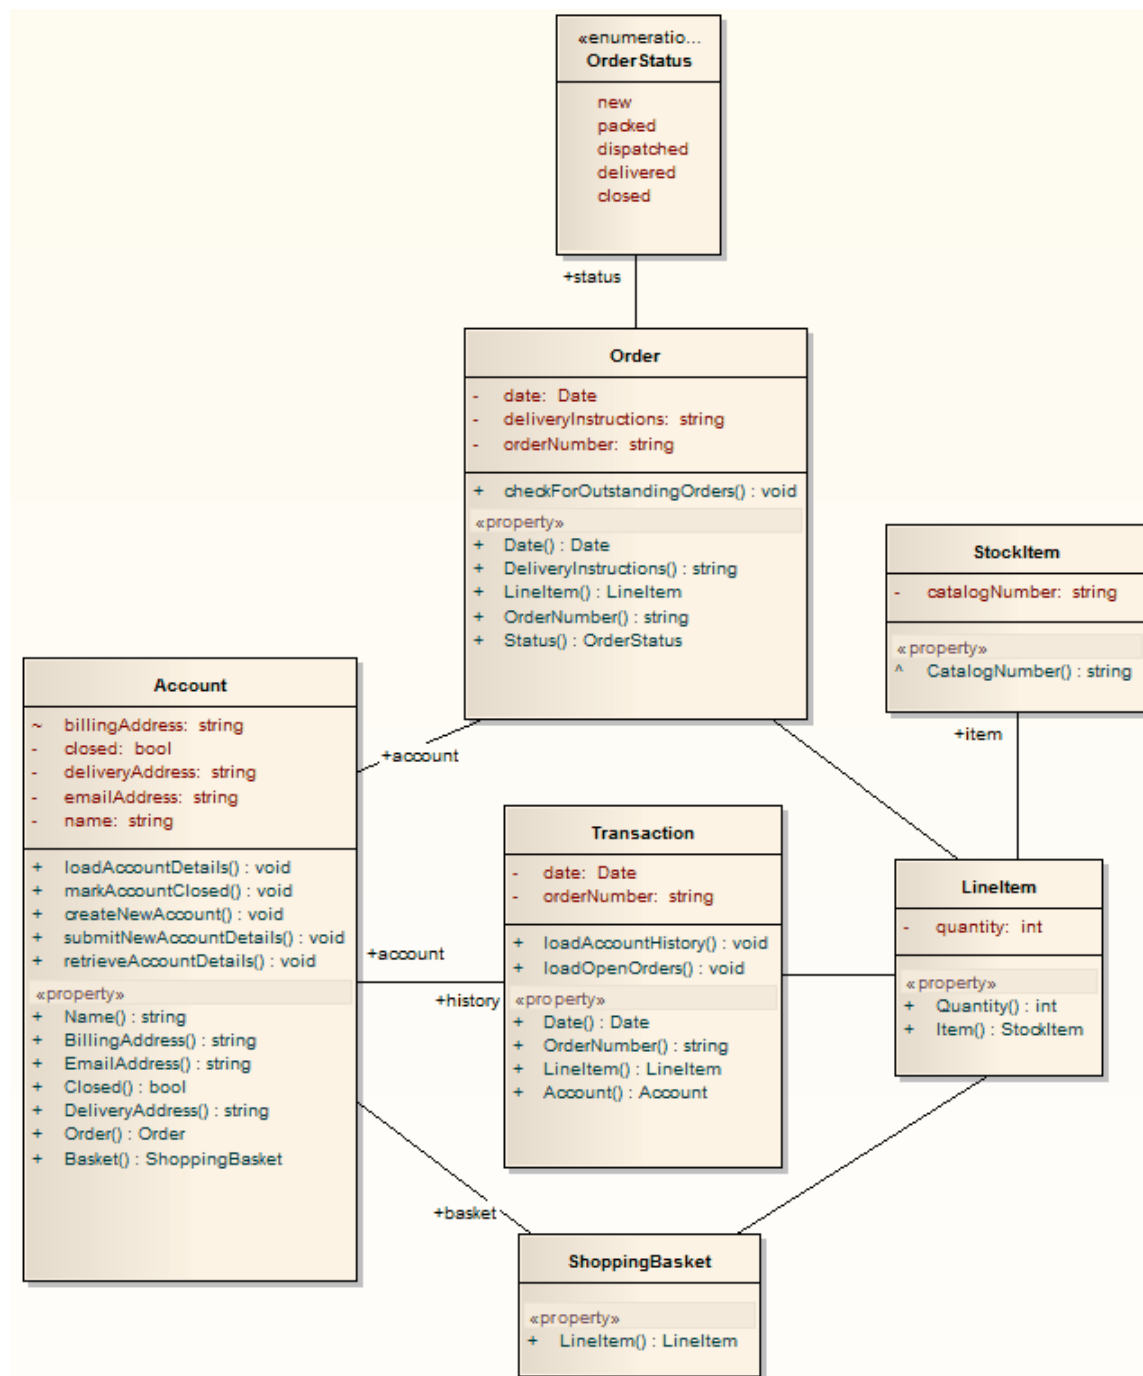 «enumeratio...
OrderStatus
new
packed
dispatched
delivered
closed
+status
Order
- date: Date
- deliveryInstructions: string
- orderNumber: string
+ checkForOutstandingOrders() : void
«property»
+ Date() : Date
+ DeliveryInstructions() : string
+ LineItem() : LineItem
+ OrderNumber() : string
+ Status() : OrderStatus
StockItem
- catalogNumber: string
«property»
^ CatalogNumber() : string
+item
Account
~ billingAddress: string
- closed: bool
- deliveryAddress: string
- emailAddress: string
- name: string
+ loadAccountDetails() : void
+ markAccountClosed() : void
+ createNewAccount() : void
+ submitNewAccountDetails() : void
+ retrieveAccountDetails() : void
«property»
+ Name() : string
+ BillingAddress() : string
+ EmailAddress() : string
+ Closed() : bool
+ DeliveryAddress() : string
+ Order() : Order
+ Basket() : ShoppingBasket
+account
+account
+history
Transaction
- date: Date
- orderNumber: string
+ loadAccountHistory() : void
+ loadOpenOrders() : void
«property»
+ Date() : Date
+ OrderNumber() : string
+ LineItem() : LineItem
+ Account() : Account
LineItem
- quantity: int
«property»
+ Quantity() : int
+ Item() : StockItem
+basket
ShoppingBasket
«property»
+ LineItem() : LineItem